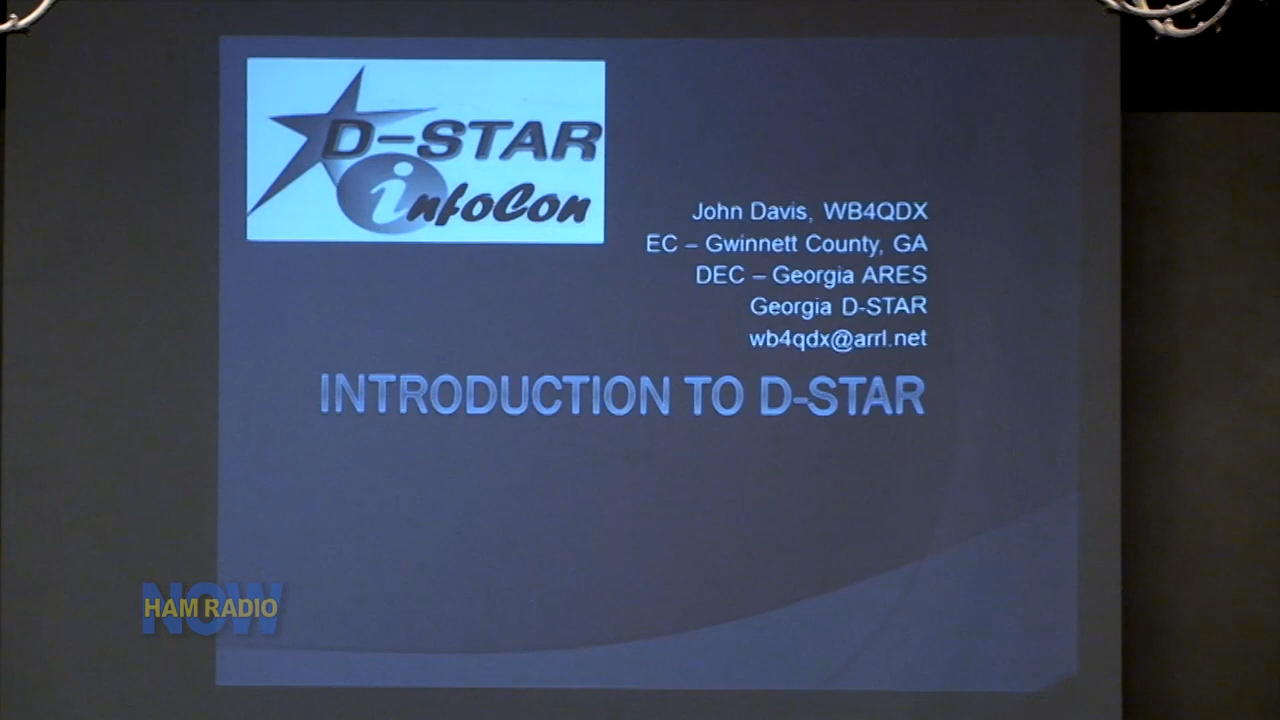 D-STAR
infoCon
John Davis, WB4QDX
EC – Gwinnett County, GA
DEC – Georgia ARES
Georgia D-STAR
wb4qdx@arrl.net
INTRODUCTION TO D-STAR
NOW
HAM RADIO